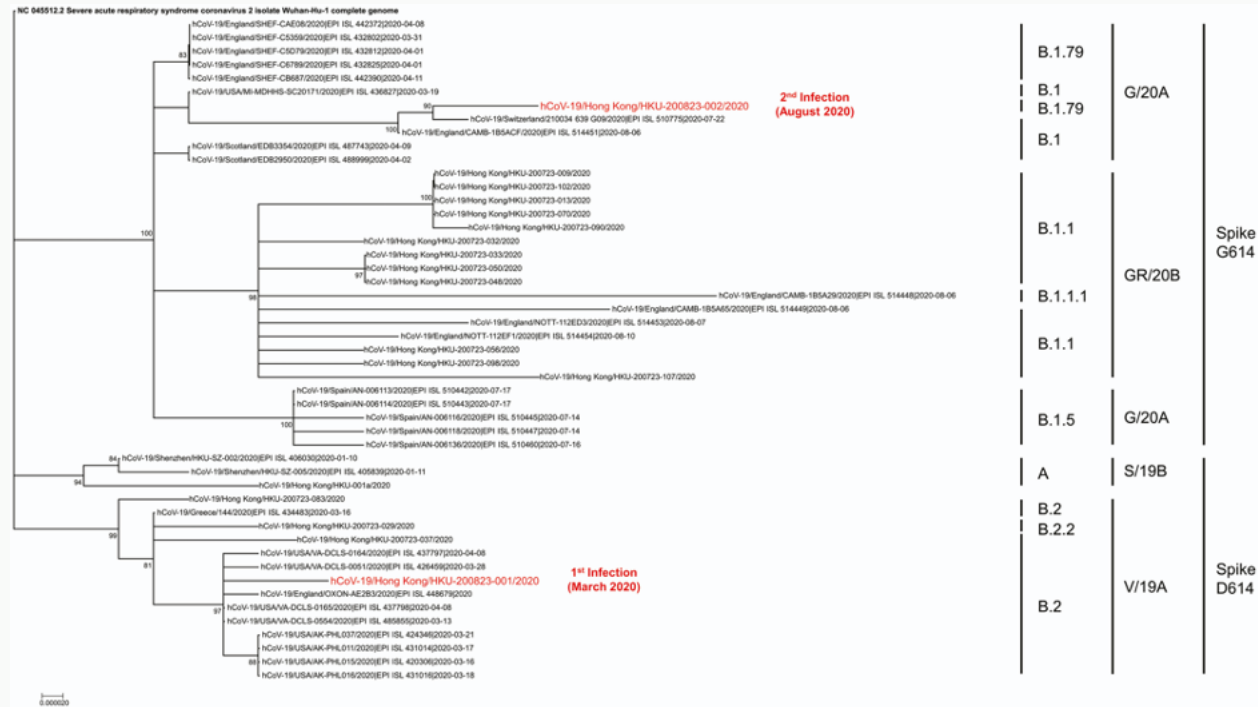 NC 045512.2 Severe acute respiratory syndrome coronavirus 2 isolate Wuhan-Hu-1 complete genome
hCoV-19/England/SHEF-CAE08/2020|EPI ISL 442372|2020-04-08
hCoV-19/England/SHEF-C5359/2020|EPI ISL 432802|2020-03-31
83
hCoV-19/England/SHEF-C5D79/2020|EPI ISL 432812|2020-04-01
hCoV-19/England/SHEF-C6789/2020|EPI ISL 432825|2020-04-01
hCoV-19/England/SHEF-CB687/2020|EPI ISL 442390|2020-04-11
B.1.79
hCoV-19/USA/MI-MDHHS-SC20171/2020|EPI ISL 436827|2020-03-19
B.1
G/20A
90
hCoV-19/Hong Kong/HKU-200823-002/2020
2nd Infection
(August 2020)
B.1.79
hCoV-19/Switzerland/210034 639 G09/2020|EPI ISL 510775|2020-07-22
100
hCoV-19/England/CAMB-1B5ACF/2020|EPI ISL 514451|2020-08-06
B.1
hCoV-19/Scotland/EDB3354/2020|EPI ISL 487743|2020-04-09
hCoV-19/Scotland/EDB2950/2020|EPI ISL 488999|2020-04-02
hCoV-19/Hong Kong/HKU-200723-009/2020
hCoV-19/Hong Kong/HKU-200723-102/2020
100
hCoV-19/Hong Kong/HKU-200723-013/2020
hCoV-19/Hong Kong/HKU-200723-070/2020
hCoV-19/Hong Kong/HKU-200723-090/2020
B.1.1
100
hCoV-19/Hong Kong/HKU-200723-032/2020
Spike
G614
hCoV-19/Hong Kong/HKU-200723-033/2020
hCoV-19/Hong Kong/HKU-200723-050/2020
97
hCoV-19/Hong Kong/HKU-200723-048/2020
GR/20B
98
hCoV-19/England/CAMB-1B5A29/2020|EPI ISL 514448|2020-08-06
B.1.1.1
hCoV-19/England/CAMB-1B5A65/2020|EPI ISL 514449|2020-08-06
hCoV-19/England/NOTT-112ED3/2020|EPI ISL 514453|2020-08-07
hCoV-19/England/NOTT-112EF1/2020|EPI ISL 514454|2020-08-10
B.1.1
hCoV-19/Hong Kong/HKU-200723-056/2020
hCoV-19/Hong Kong/HKU-200723-098/2020
hCoV-19/Hong Kong/HKU-200723-107/2020
hCoV-19/Spain/AN-006113/2020|EPI ISL 510442|2020-07-17
hCoV-19/Spain/AN-006114/2020|EPI ISL 510443|2020-07-17
hCoV-19/Spain/AN-006116/2020|EPI ISL 510445|2020-07-14
100
B.1.5
G/20A
hCoV-19/Spain/AN-006118/2020|EPI ISL 510447|2020-07-14
hCoV-19/Spain/AN-006136/2020|EPI ISL 510460|2020-07-16
84
hCoV-19/Shenzhen/HKU-SZ-002/2020|EPI ISL 406030|2020-01-10
hCoV-19/Shenzhen/HKU-SZ-005/2020|EPI ISL 405839|2020-01-11
A
S/19B
94
hCoV-19/Hong Kong/HKU-001a/2020
hCoV-19/Hong Kong/HKU-200723-083/2020
hCoV-19/Greece/144/2020|EPI ISL 434483|2020-03-16
B.2
hCoV-19/Hong Kong/HKU-200723-029/2020
B.2.2
99
hCoV-19/Hong Kong/HKU-200723-037/2020
hCoV-19/USA/VA-DCLS-0164/2020|EPI ISL 437797|2020-04-08
81
hCoV-19/USA/VA-DCLS-0051/2020|EPI ISL 426459|2020-03-28
hCoV-19/Hong Kong/HKU-200823-001/2020
1st Infection
(March 2020)
V/19A
Spike
D614
hCoV-19/England/OXON-AE2B3/2020|EPI ISL 448679|2020
97
hCoV-19/USA/VA-DCLS-0165/2020|EPI ISL 437798|2020-04-08
B.2
hCoV-19/USA/VA-DCLS-0554/2020|EPI ISL 485855|2020-03-13
hCoV-19/USA/AK-PHL037/2020|EPI ISL 424346|2020-03-21
hCoV-19/USA/AK-PHL011/2020|EPI ISL 431014|2020-03-17
88
hCoV-19/USA/AK-PHL015/2020|EPI ISL 420306|2020-03-16
hCoV-19/USA/AK-PHL016/2020|EPI ISL 431016|2020-03-18
0.000020